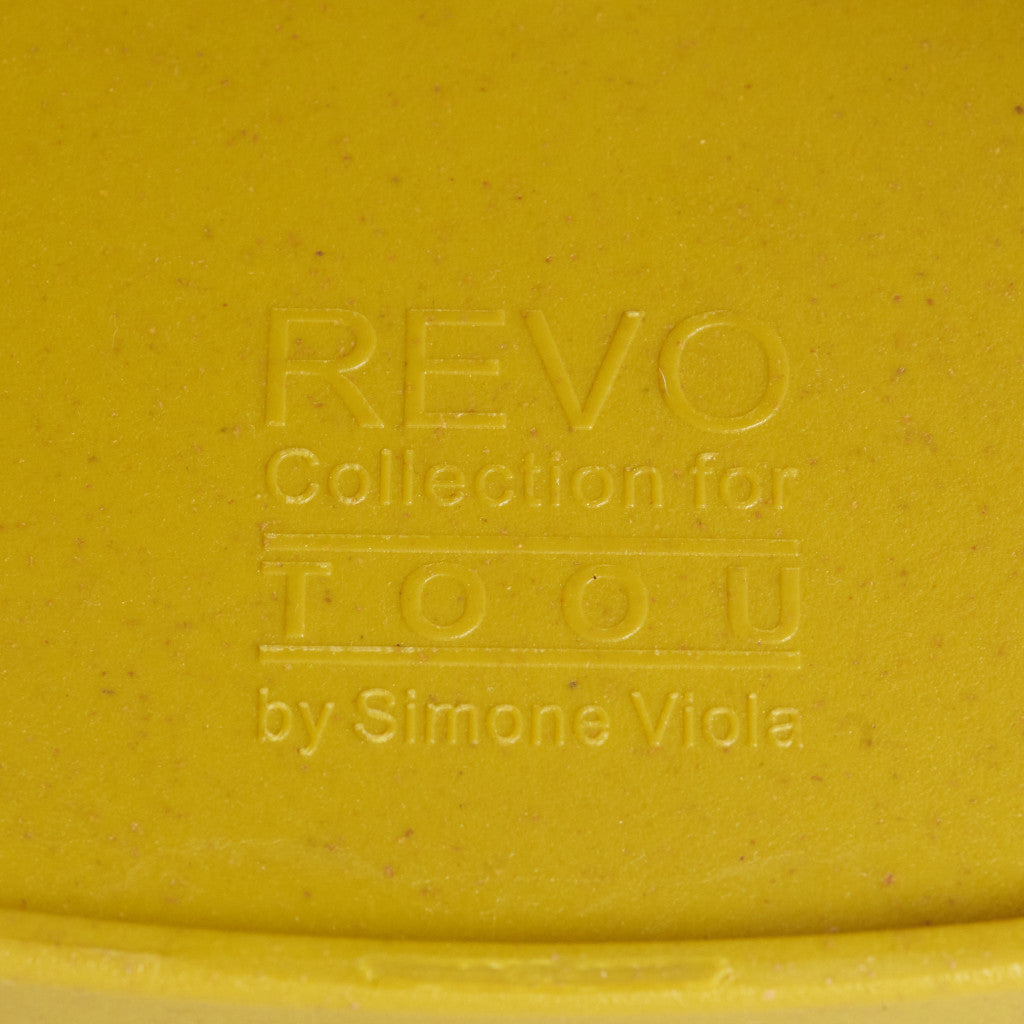 REVO
Collection for
TOOU
by Simone Viola